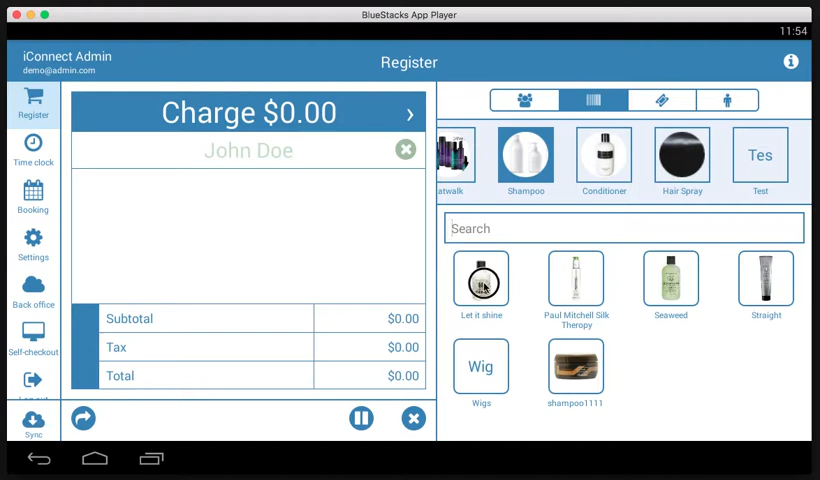 BlueStacks App Player
11:54
iConnect Admin
demo@admin.com
Register
Register
Time clock
Booking
Settings
Back office
Self-checkout
Sync
Charge $0.00
John Doe
Subtotal $0.00
Tax $0.00
Total $0.00
atwalk
Shampoo
Conditioner
Hair Spray
Tes
Test
Search
Let it shine
Paul Mitchell Silk
Theropy
Seaweed
Straight
Wig
Wigs
shampoo1111